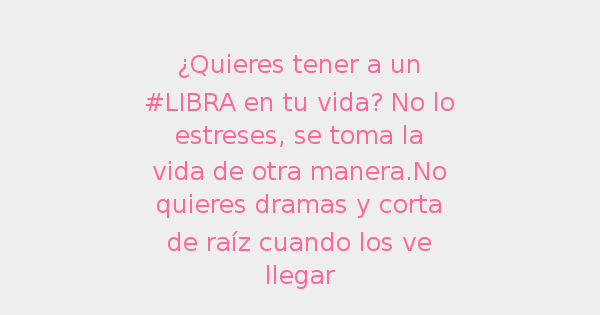 ¿Quieres tener a un
#LIBRA en tu vida? No lo
estreses, se toma la
vida de otra manera.No
quieres dramas y corta
de raíz cuando los ve
llegar